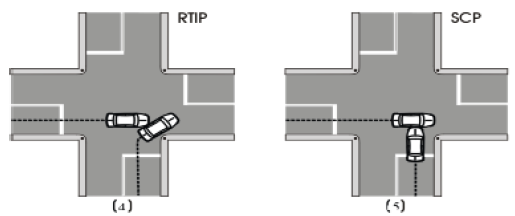 RTIP
SCP
(4)
(5)